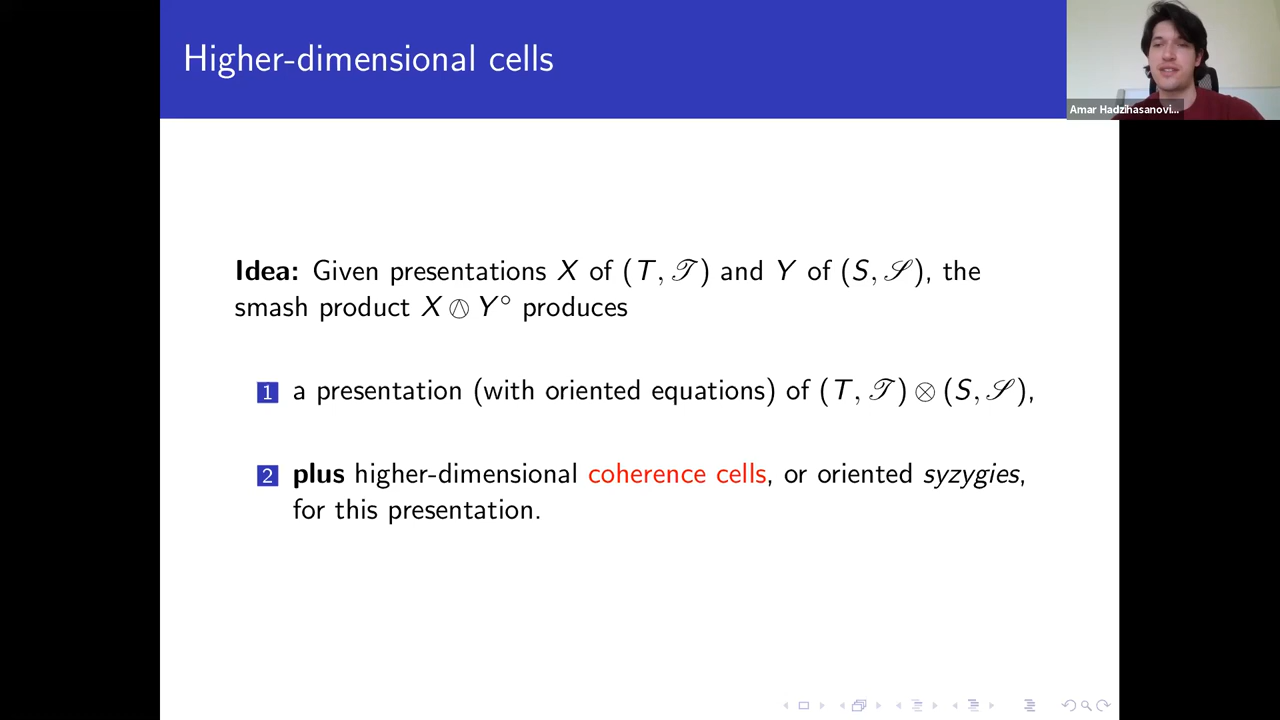 Higher-dimensional cells
Amar Hadzihasanovi...
Idea: Given presentations X of (T, 𝒯) and Y of (S, 𝒮), the
smash product X ⧁ Y° produces
1 a presentation (with oriented equations) of (T, 𝒯) ⊗ (S, 𝒮),
2 plus higher-dimensional coherence cells, or oriented syzygies,
for this presentation.